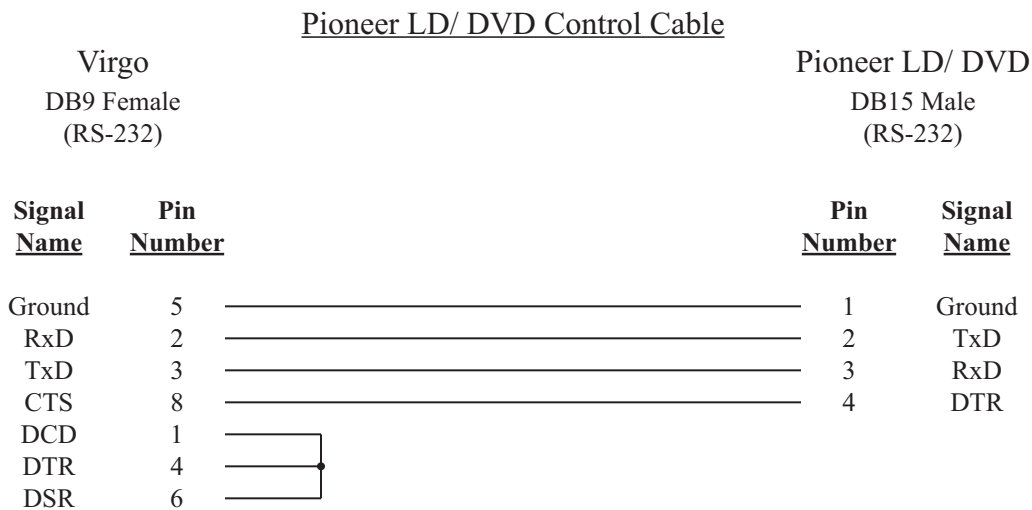 Pioneer LD/ DVD Control Cable
Virgo Pioneer LD/ DVD
DB9 Female DB15 Male
(RS-232) (RS-232)
Signal Pin Pin Signal
Name Number Number Name
Ground 5 1 Ground
RxD 2 2 TxD
TxD 3 3 RxD
CTS 8 4 DTR
DCD 1
DTR 4
DSR 6